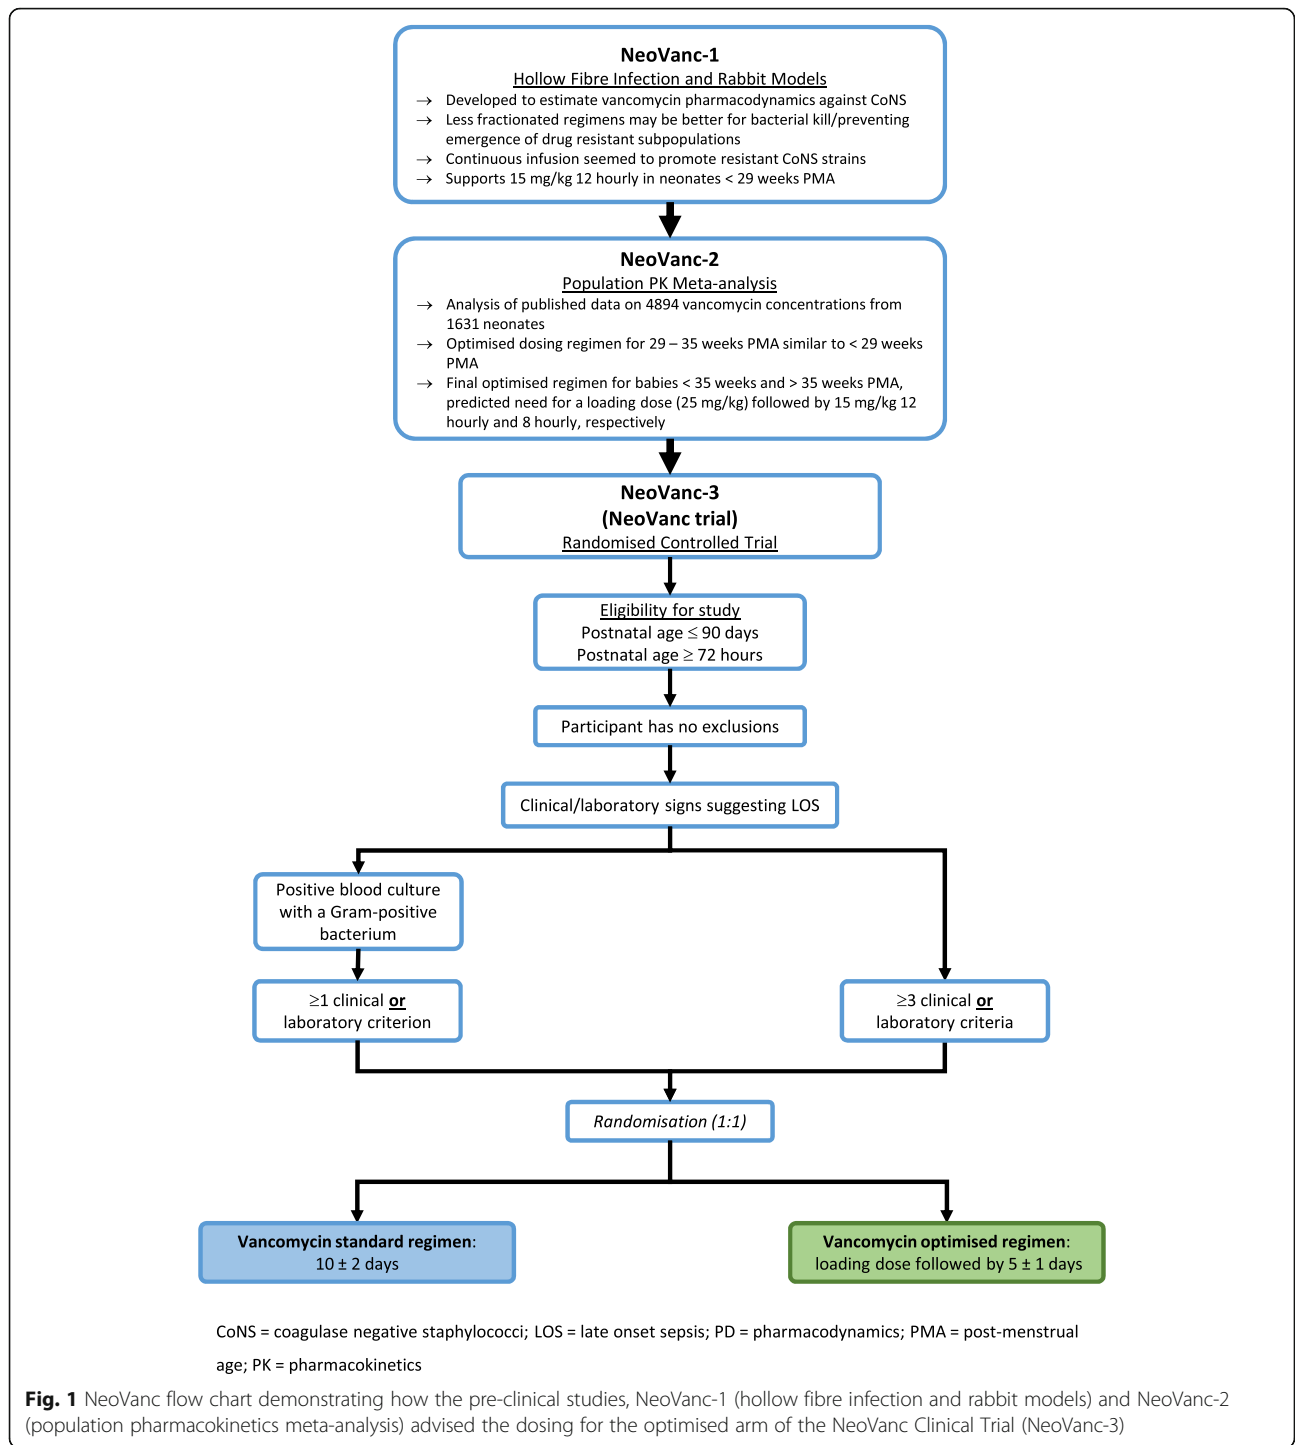 NeoVanc-1
Hollow Fibre Infection and Rabbit Models
→ Developed to estimate vancomycin pharmacodynamics against CoNS
→ Less fractionated regimens may be better for bacterial kill/preventing
emergence of drug resistant subpopulations
→ Continuous infusion seemed to promote resistant CoNS strains
→ Supports 15 mg/kg 12 hourly in neonates < 29 weeks PMA
NeoVanc-2
Population PK Meta-analysis
→ Analysis of published data on 4894 vancomycin concentrations from
1631 neonates
→ Optimised dosing regimen for 29 – 35 weeks PMA similar to < 29 weeks
PMA
→ Final optimised regimen for babies < 35 weeks and > 35 weeks PMA,
predicted need for a loading dose (25 mg/kg) followed by 15 mg/kg 12
hourly and 8 hourly, respectively
NeoVanc-3
(NeoVanc trial)
Randomised Controlled Trial
Eligibility for study
Postnatal age ≤ 90 days
Postnatal age ≥ 72 hours
Participant has no exclusions
Clinical/laboratory signs suggesting LOS
Positive blood culture
with a Gram-positive
bacterium
≥1 clinical or
laboratory criterion
≥3 clinical or
laboratory criteria
Randomisation (1:1)
Vancomycin standard regimen:
10 ± 2 days
Vancomycin optimised regimen:
loading dose followed by 5 ± 1 days
CoNS = coagulase negative staphylococci; LOS = late onset sepsis; PD = pharmacodynamics; PMA = post-menstrual
age; PK = pharmacokinetics
Fig. 1 NeoVanc flow chart demonstrating how the pre-clinical studies, NeoVanc-1 (hollow fibre infection and rabbit models) and NeoVanc-2
(population pharmacokinetics meta-analysis) advised the dosing for the optimised arm of the NeoVanc Clinical Trial (NeoVanc-3)